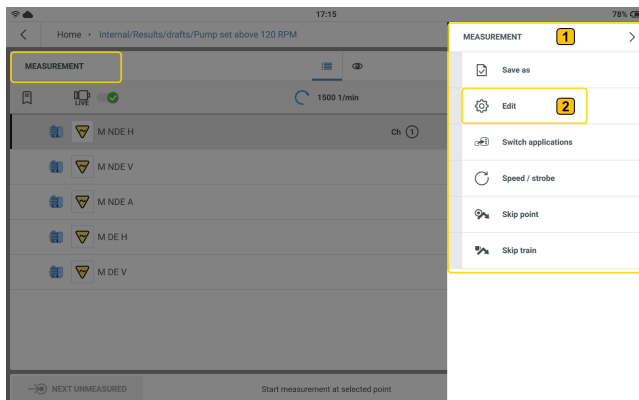 17:15
78%
Home › Internal/Results/drafts/Pump set above 120 RPM
MEASUREMENT
LIVE
1500 1/min
M NDE H
Ch 1
M NDE V
M NDE A
M DE H
M DE V
NEXT UNMEASURED
Start measurement at selected point
MEASUREMENT 1
Save as
Edit 2
Switch applications
Speed / strobe
Skip point
Skip train